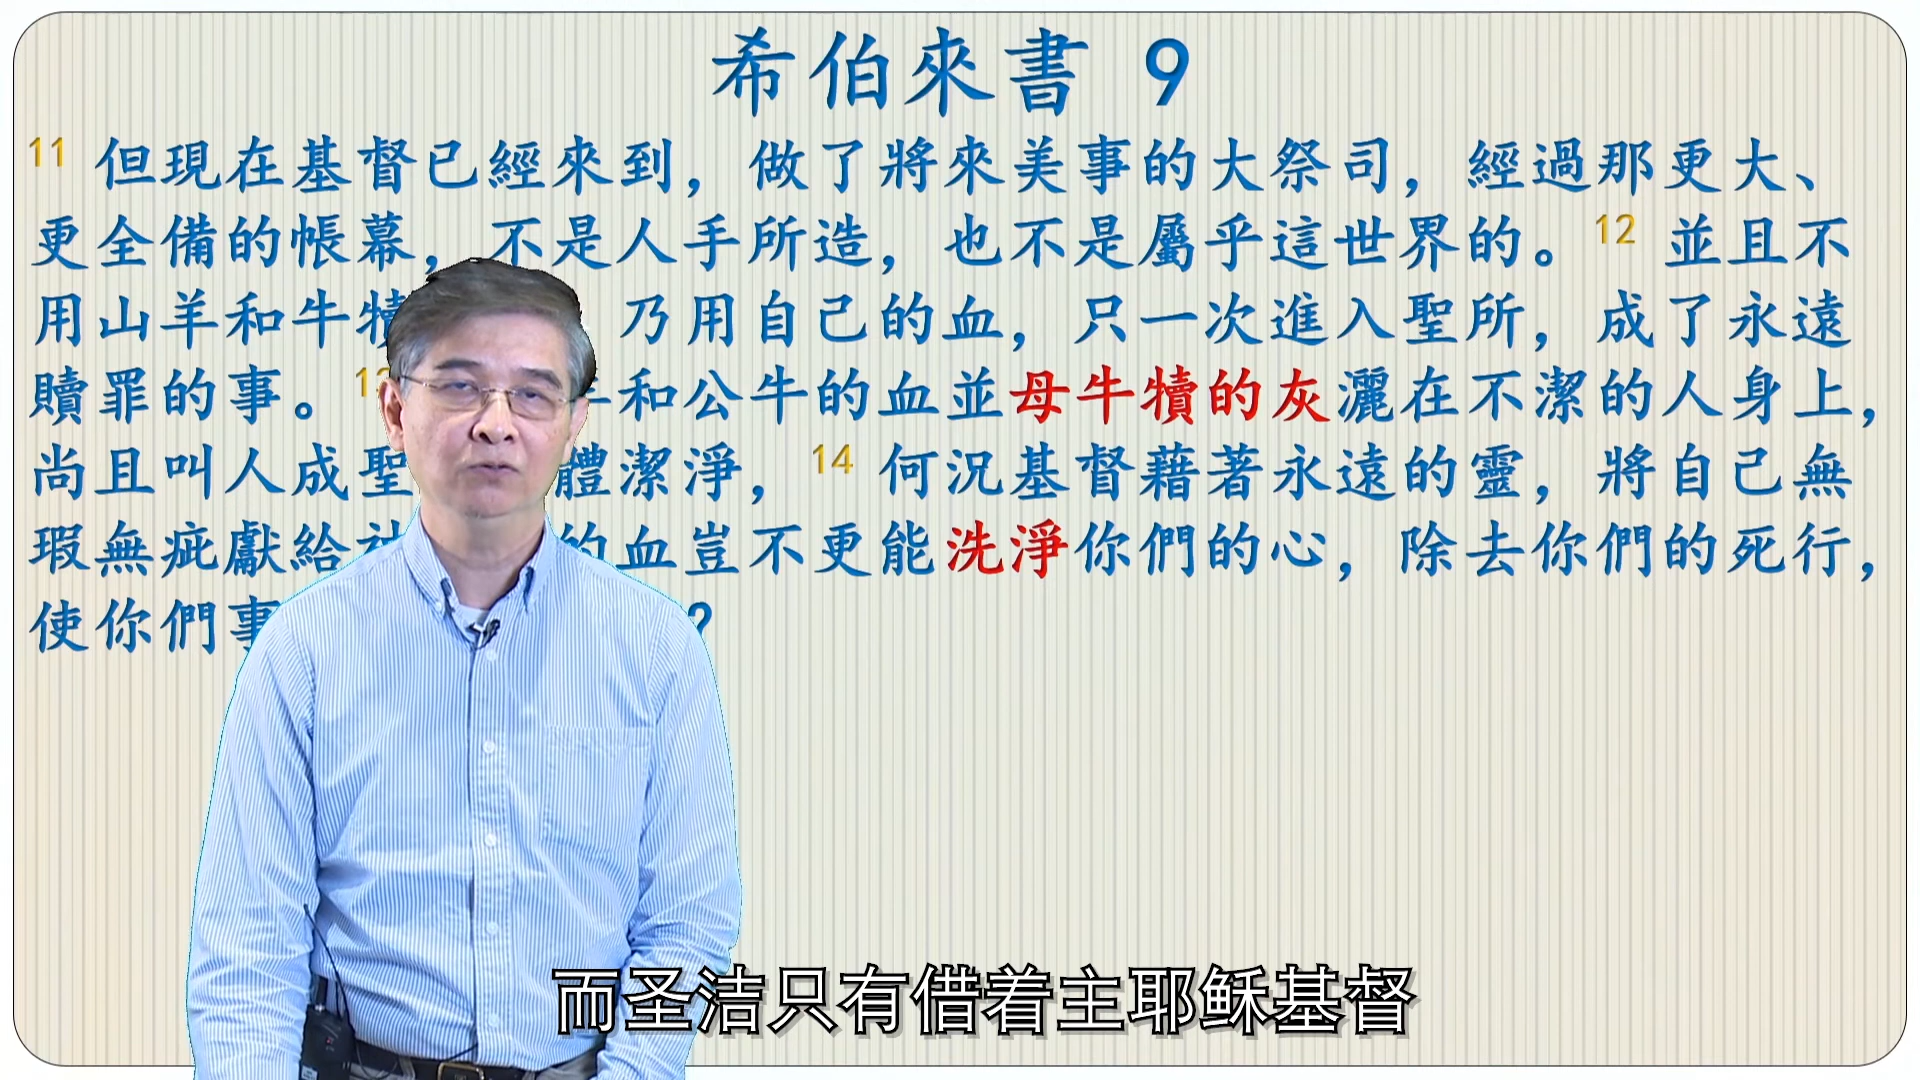 希伯來書 9
11 但現在基督已經來到，做了將來美事的大祭司，經過那更大、
更全備的帳幕，不是人手所造，也不是屬乎這世界的。12 並且不
用山羊和牛犢 乃用自己的血，只一次進入聖所，成了永遠
贖罪的事。 和公牛的血並母牛犢的灰灑在不潔的人身上，
尚且叫人成聖 體潔淨，14 何況基督藉著永遠的靈，將自己無
瑕無疵獻給 的血豈不更能洗淨你們的心，除去你們的死行，
使你們事 ?
而圣洁只有借着主耶稣基督